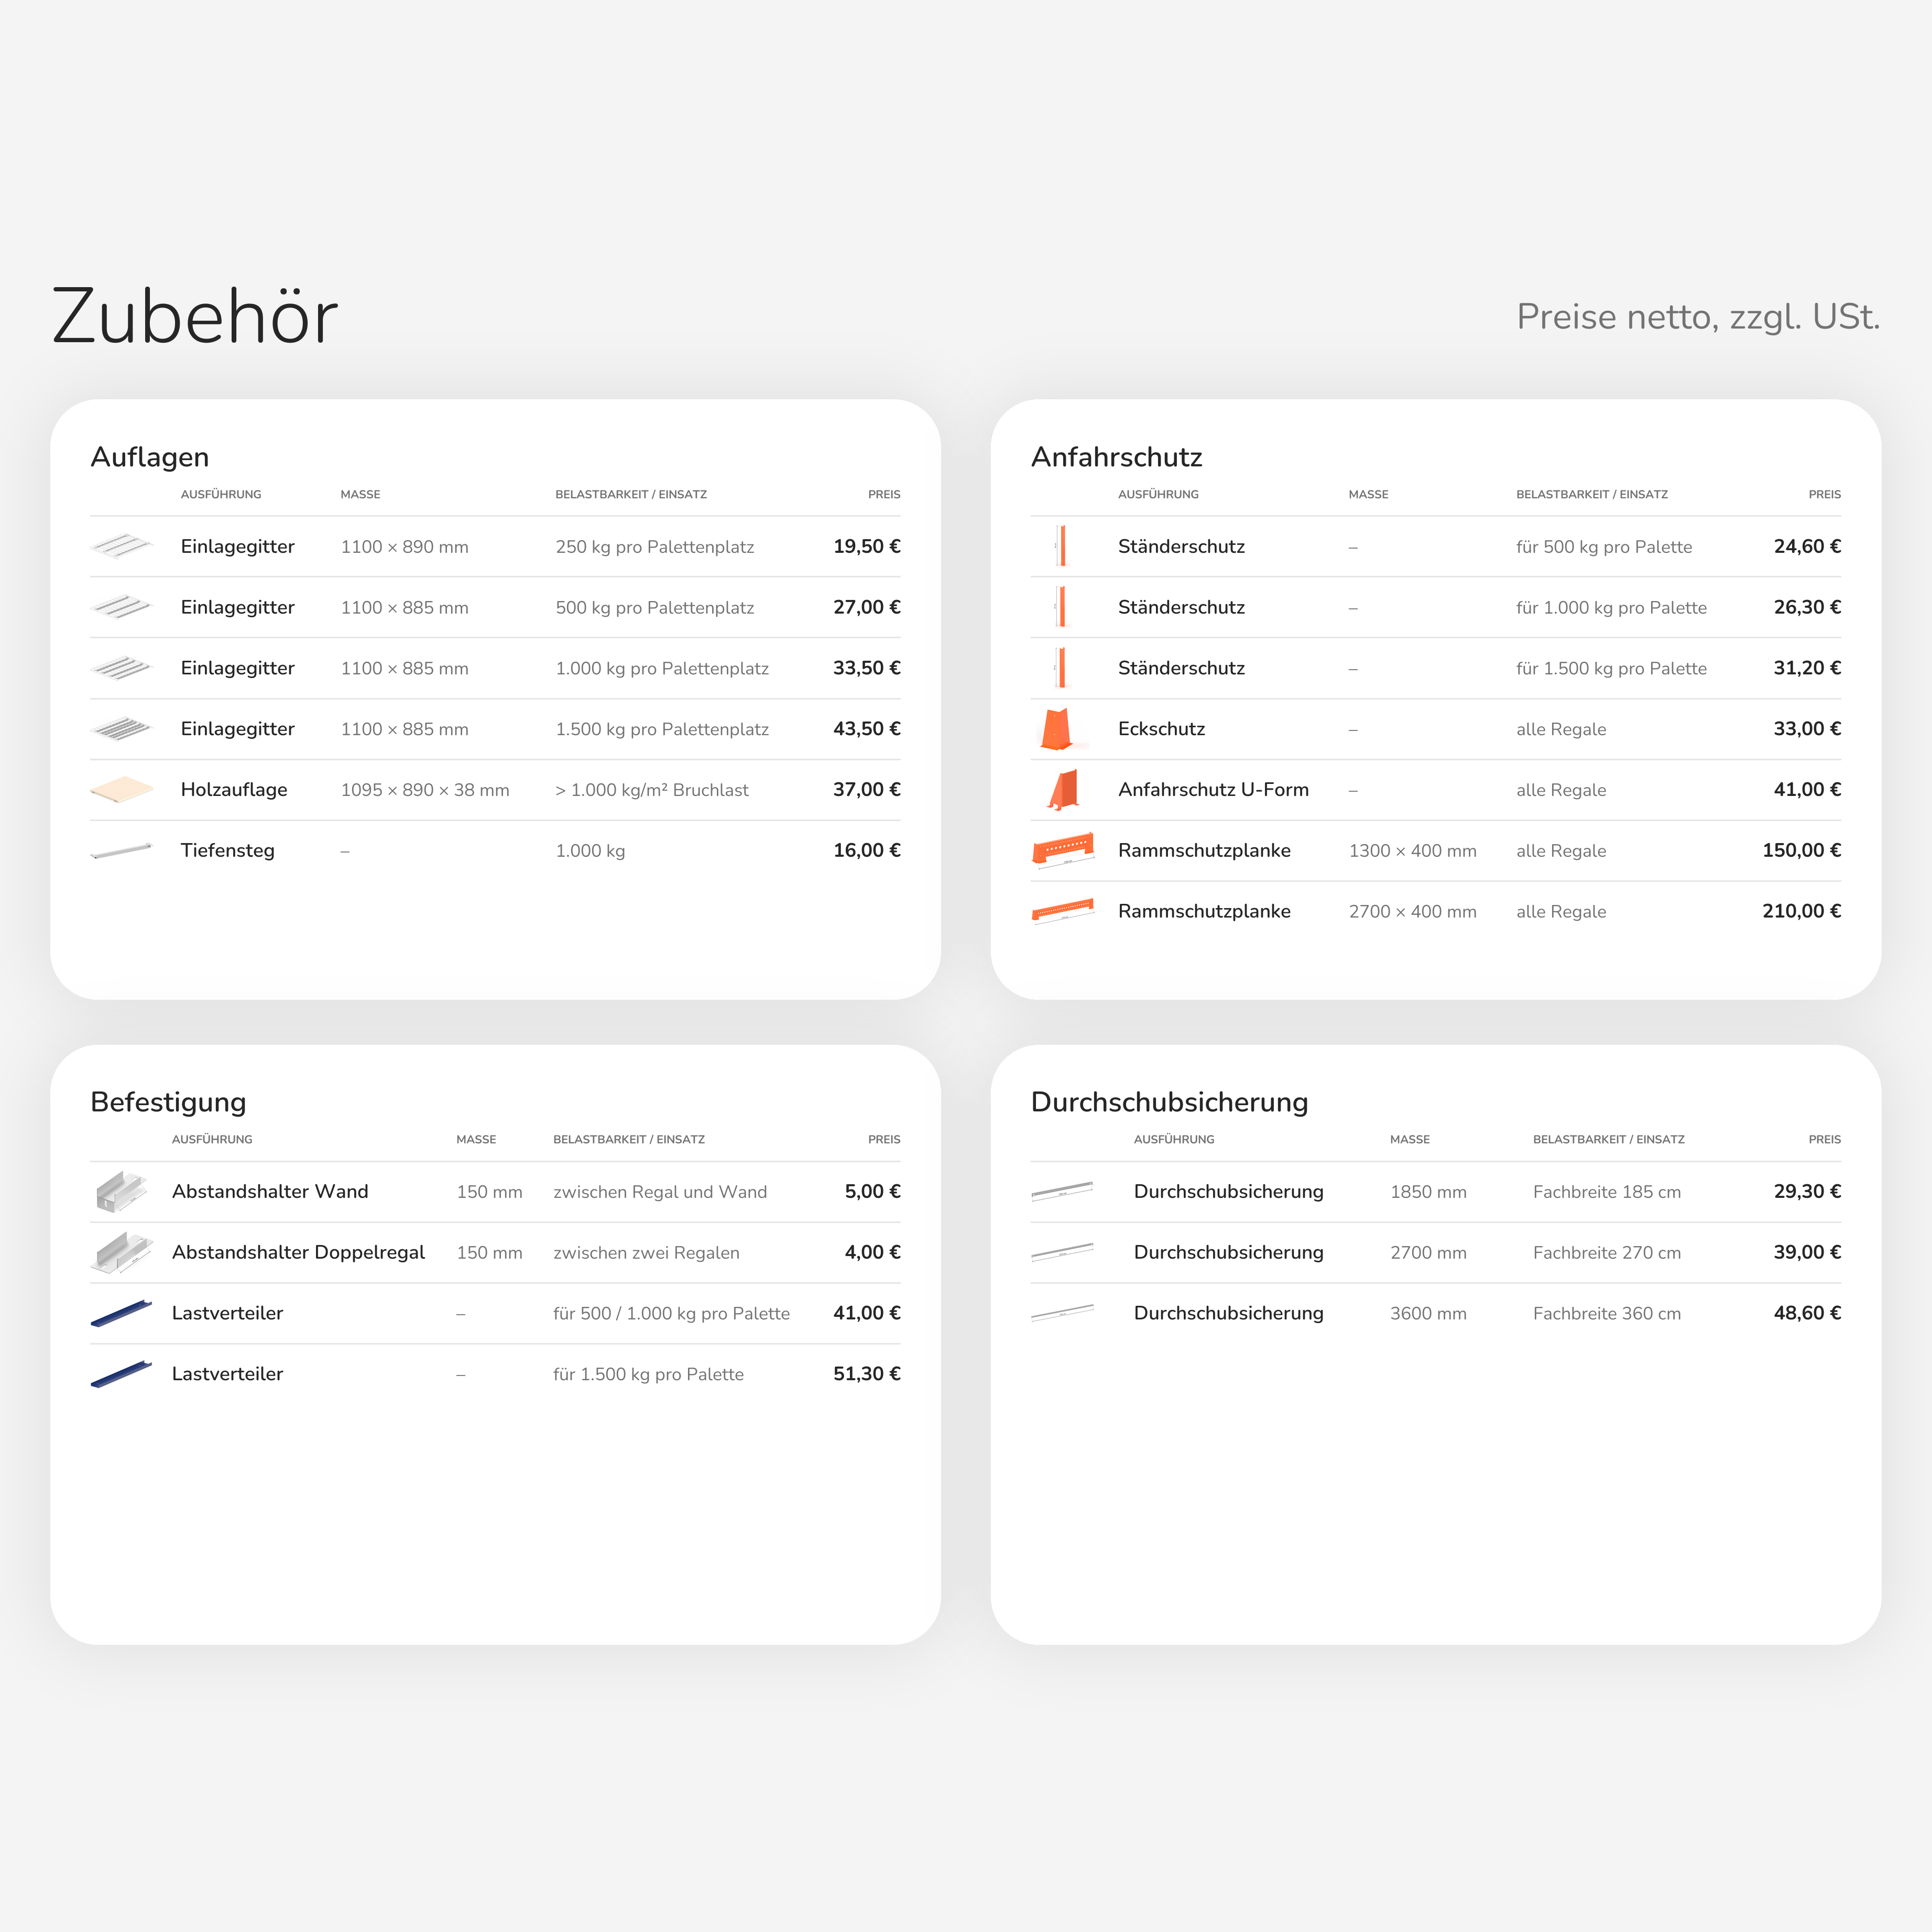 Zubehör
Preise netto, zzgl. USt.
Auflagen
AUSFÜHRUNG MASSE BELASTBARKEIT / EINSATZ PREIS
Einlagegitter 1100 × 890 mm 250 kg pro Palettenplatz 19,50 €
Einlagegitter 1100 × 885 mm 500 kg pro Palettenplatz 27,00 €
Einlagegitter 1100 × 885 mm 1.000 kg pro Palettenplatz 33,50 €
Einlagegitter 1100 × 885 mm 1.500 kg pro Palettenplatz 43,50 €
Holzauflage 1095 × 890 × 38 mm > 1.000 kg/m² Bruchlast 37,00 €
Tiefensteg – 1.000 kg 16,00 €
Anfahrschutz
AUSFÜHRUNG MASSE BELASTBARKEIT / EINSATZ PREIS
Ständerschutz – für 500 kg pro Palette 24,60 €
Ständerschutz – für 1.000 kg pro Palette 26,30 €
Ständerschutz – für 1.500 kg pro Palette 31,20 €
Eckschutz – alle Regale 33,00 €
Anfahrschutz U-Form – alle Regale 41,00 €
Rammschutzplanke 1300 × 400 mm alle Regale 150,00 €
Rammschutzplanke 2700 × 400 mm alle Regale 210,00 €
Befestigung
AUSFÜHRUNG MASSE BELASTBARKEIT / EINSATZ PREIS
Abstandshalter Wand 150 mm zwischen Regal und Wand 5,00 €
Abstandshalter Doppelregal 150 mm zwischen zwei Regalen 4,00 €
Lastverteiler – für 500 / 1.000 kg pro Palette 41,00 €
Lastverteiler – für 1.500 kg pro Palette 51,30 €
Durchschubsicherung
AUSFÜHRUNG MASSE BELASTBARKEIT / EINSATZ PREIS
Durchschubsicherung 1850 mm Fachbreite 185 cm 29,30 €
Durchschubsicherung 2700 mm Fachbreite 270 cm 39,00 €
Durchschubsicherung 3600 mm Fachbreite 360 cm 48,60 €